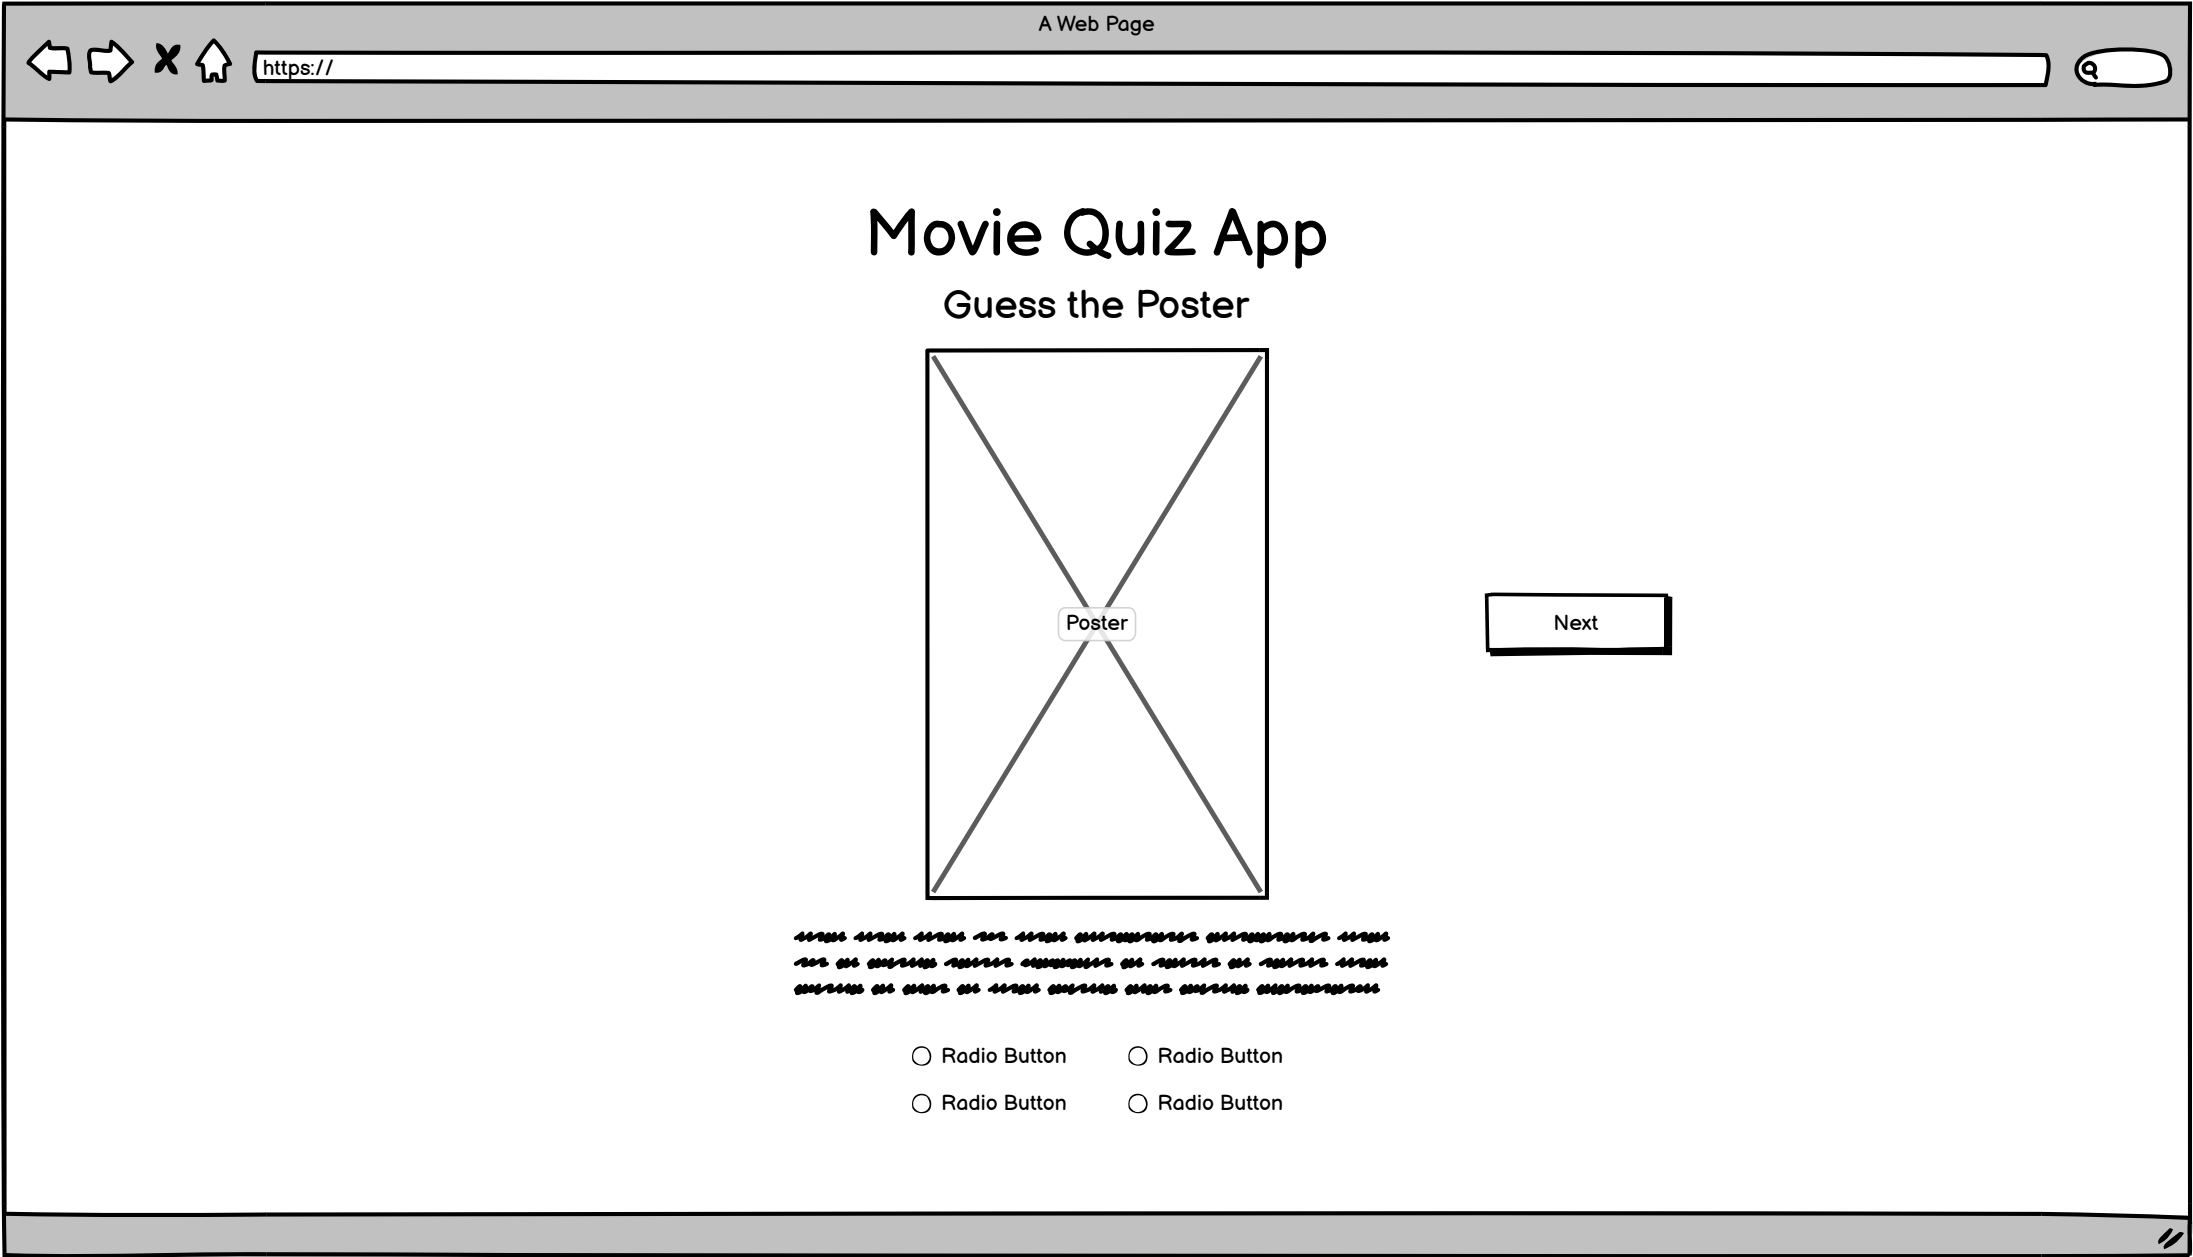 A Web Page
https://
Movie Quiz App
Guess the Poster
Poster
Next
Radio Button Radio Button
Radio Button Radio Button